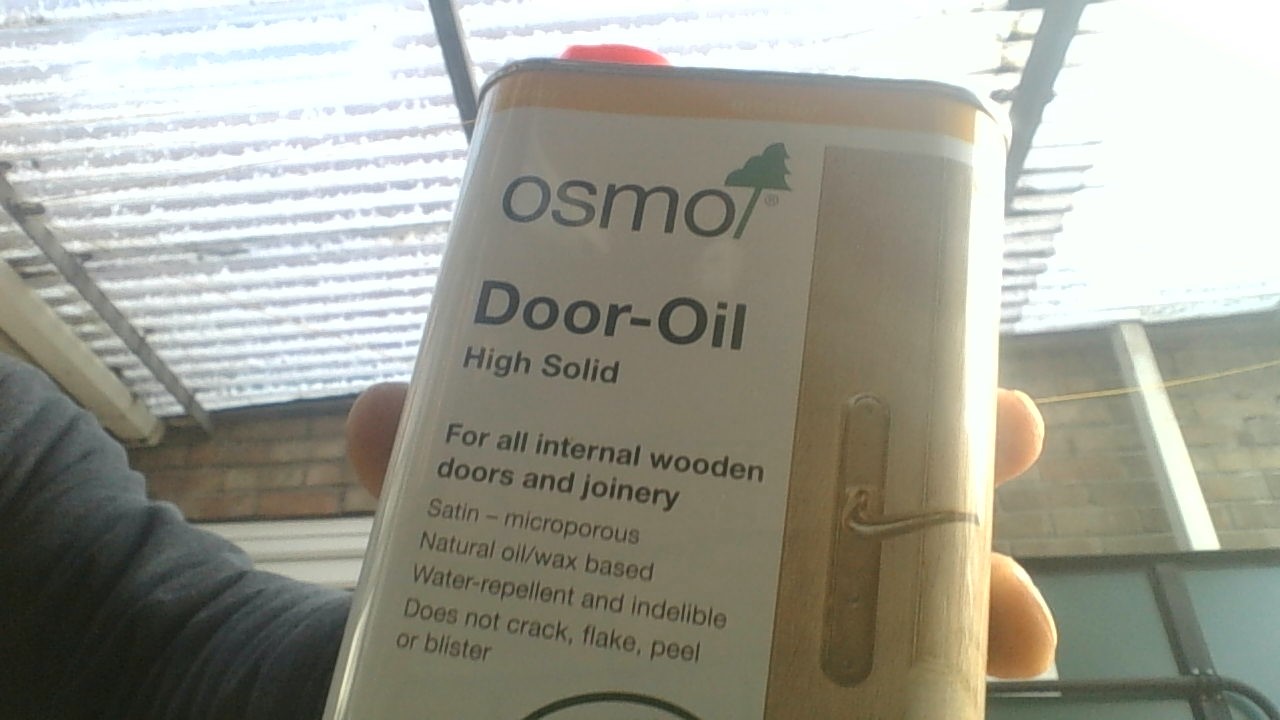 osmo®
Door-Oil
High Solid
For all internal wooden
doors and joinery
Satin – microporous
Natural oil/wax based
Water-repellent and indelible
Does not crack, flake, peel
or blister